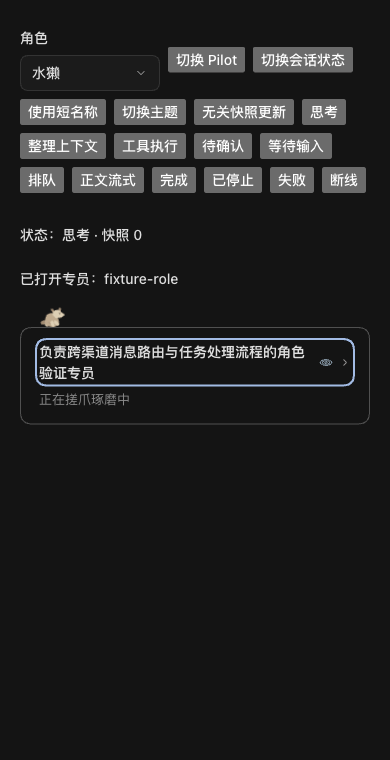 角色
水獭
切换 Pilot
切换会话状态
使用短名称
切换主题
无关快照更新
思考
整理上下文
工具执行
待确认
等待输入
排队
正文流式
完成
已停止
失败
断线
状态：思考 · 快照 0
已打开专员：fixture-role
负责跨渠道消息路由与任务处理流程的角色
验证专员
正在搓爪琢磨中